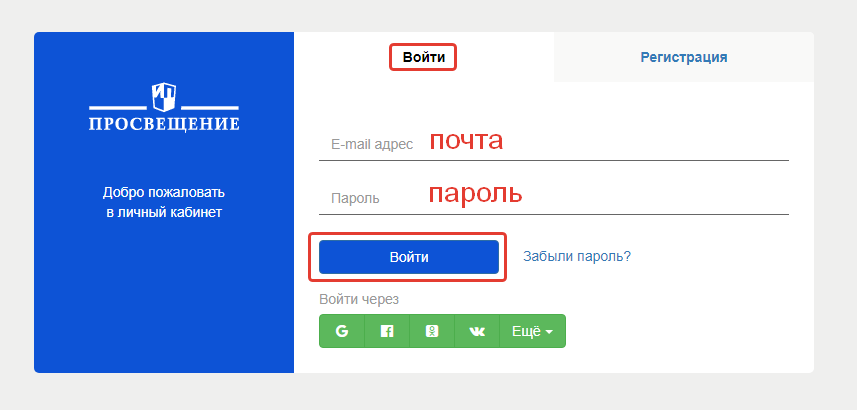 Войти
Регистрация
ПРОСВЕЩЕНИЕ
Добро пожаловать
в личный кабинет
E-mail адрес почта
Пароль пароль
Войти
Забыли пароль?
Войти через
Ещё